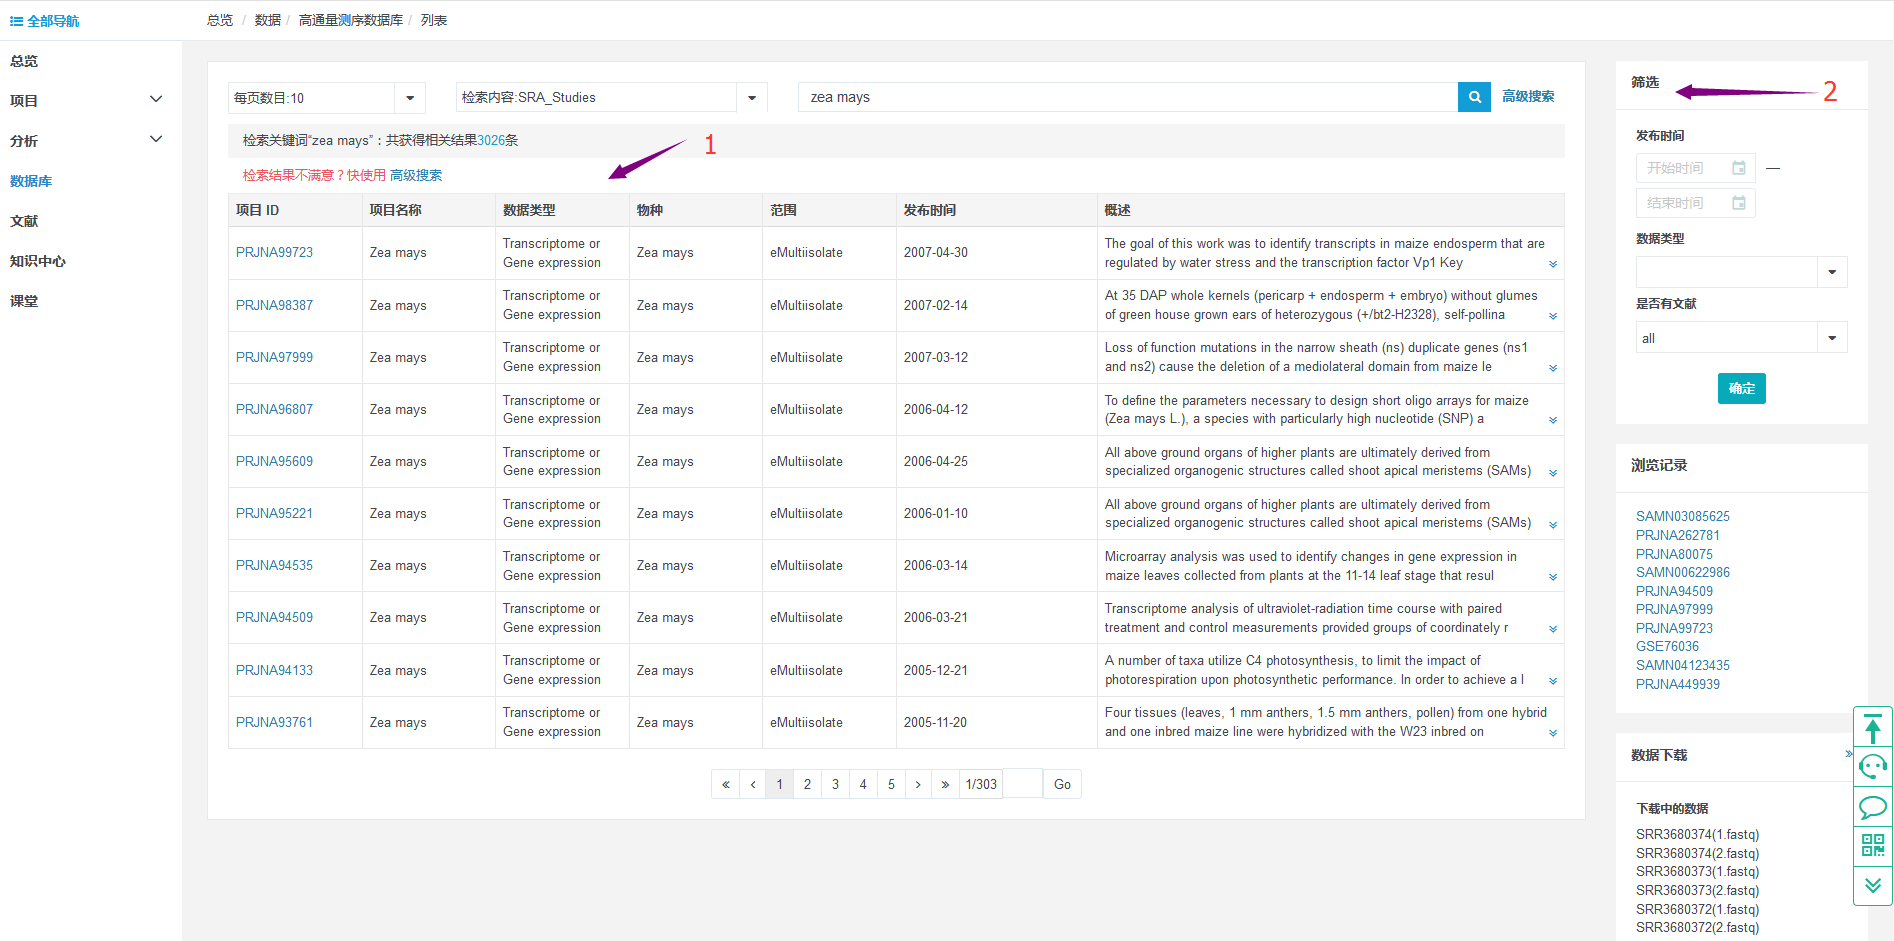 全部导航
总览 / 数据 / 高通量测序数据库 / 列表
总览
项目
分析
数据库
文献
知识中心
课堂
每页数目:10
检索内容:SRA_Studies
zea mays
高级搜索
检索关键词“zea mays”：共获得相关结果3026条
1
检索结果不满意？快使用 高级搜索
项目 ID 项目名称 数据类型 物种 范围 发布时间 概述
PRJNA99723 Zea mays Transcriptome or Gene expression Zea mays eMultiisolate 2007-04-30 The goal of this work was to identify transcripts in maize endosperm that are
regulated by water stress and the transcription factor Vp1 Key
PRJNA98387 Zea mays Transcriptome or Gene expression Zea mays eMultiisolate 2007-02-14 At 35 DAP whole kernels (pericarp + endosperm + embryo) without glumes
of green house grown ears of heterozygous (+/bt2-H2328), self-pollina
PRJNA97999 Zea mays Transcriptome or Gene expression Zea mays eMultiisolate 2007-03-12 Loss of function mutations in the narrow sheath (ns) duplicate genes (ns1
and ns2) cause the deletion of a mediolateral domain from maize le
PRJNA96807 Zea mays Transcriptome or Gene expression Zea mays eMultiisolate 2006-04-12 To define the parameters necessary to design short oligo arrays for maize
(Zea mays L.), a species with particularly high nucleotide (SNP) a
PRJNA95609 Zea mays Transcriptome or Gene expression Zea mays eMultiisolate 2006-04-25 All above ground organs of higher plants are ultimately derived from
specialized organogenic structures called shoot apical meristems (SAMs)
PRJNA95221 Zea mays Transcriptome or Gene expression Zea mays eMultiisolate 2006-01-10 All above ground organs of higher plants are ultimately derived from
specialized organogenic structures called shoot apical meristems (SAMs)
PRJNA94535 Zea mays Transcriptome or Gene expression Zea mays eMultiisolate 2006-03-14 Microarray analysis was used to identify changes in gene expression in
maize leaves collected from plants at the 11-14 leaf stage that resul
PRJNA94509 Zea mays Transcriptome or Gene expression Zea mays eMultiisolate 2006-03-21 Transcriptome analysis of ultraviolet-radiation time course with paired
treatment and control measurements provided groups of coordinately r
PRJNA94133 Zea mays Transcriptome or Gene expression Zea mays eMultiisolate 2005-12-21 A number of taxa utilize C4 photosynthesis, to limit the impact of
photorespiration upon photosynthetic performance. In order to achieve a l
PRJNA93761 Zea mays Transcriptome or Gene expression Zea mays eMultiisolate 2005-11-20 Four tissues (leaves, 1 mm anthers, 1.5 mm anthers, pollen) from one hybrid
and one inbred maize line were hybridized with the W23 inbred on
« ‹ 1 2 3 4 5 › » 1/303 Go
筛选
2
发布时间
开始时间 —
结束时间
数据类型
是否有文献
all
确定
浏览记录
SAMN03085625
PRJNA262781
PRJNA80075
SAMN00622986
PRJNA94509
PRJNA97999
PRJNA99723
GSE76036
SAMN04123435
PRJNA449939
数据下载 »
下载中的数据
SRR3680374(1.fastq)
SRR3680374(2.fastq)
SRR3680373(1.fastq)
SRR3680373(2.fastq)
SRR3680372(1.fastq)
SRR3680372(2.fastq)